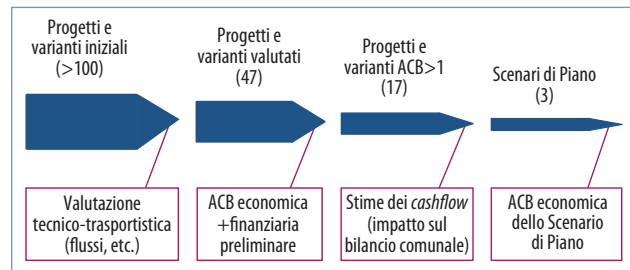 Progetti e
varianti iniziali
(>100)
Progetti e
varianti valutati
(47)
Progetti e
varianti ACB>1
(17)
Scenari di Piano
(3)
Valutazione
tecnico-trasportistica
(flussi, etc.)
ACB economica
+finanziaria
preliminare
Stime dei cashflow
(impatto sul
bilancio comunale)
ACB economica
dello Scenario
di Piano